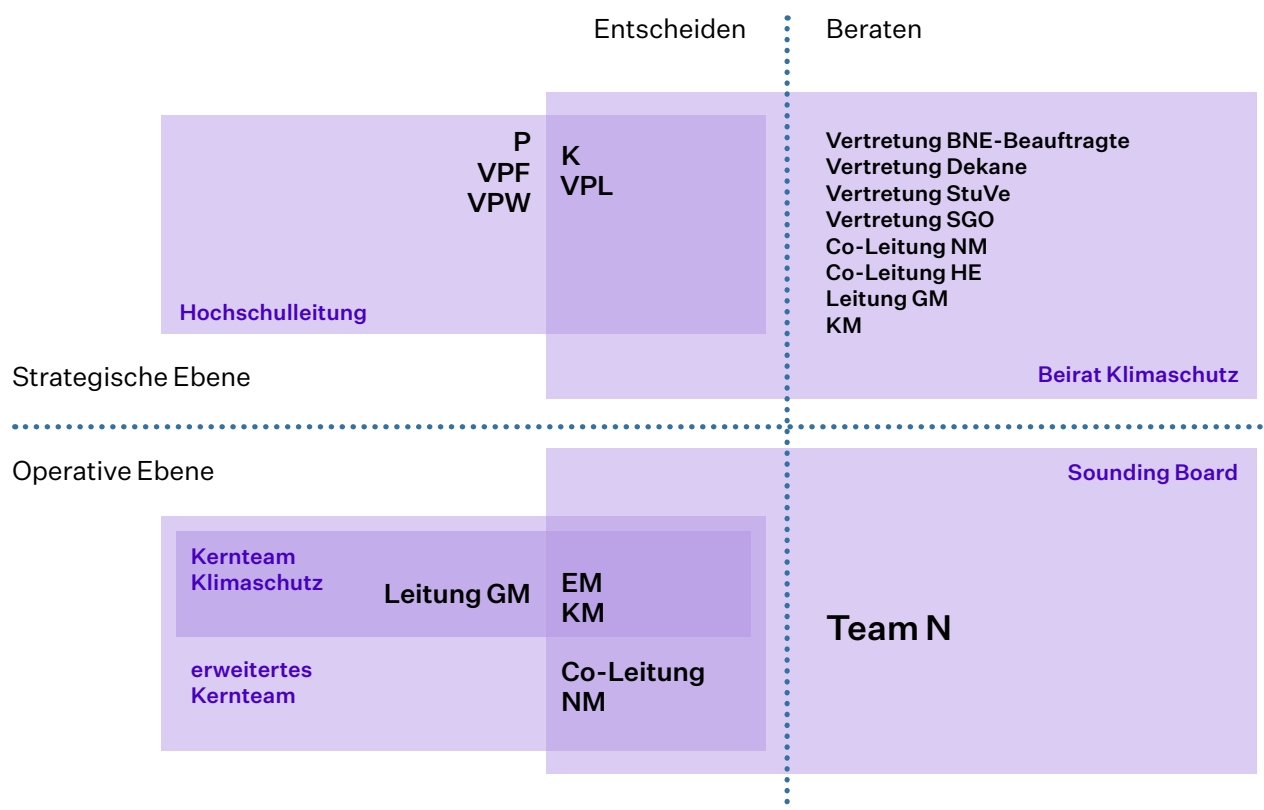 Entscheiden
Beraten
P
VPF
VPW
K
VPL
Vertretung BNE-Beauftragte
Vertretung Dekane
Vertretung StuVe
Vertretung SGO
Co-Leitung NM
Co-Leitung HE
Leitung GM
KM
Hochschulleitung
Beirat Klimaschutz
Strategische Ebene
Operative Ebene
Sounding Board
Kernteam
Klimaschutz
Leitung GM
EM
KM
Team N
erweitertes
Kernteam
Co-Leitung
NM